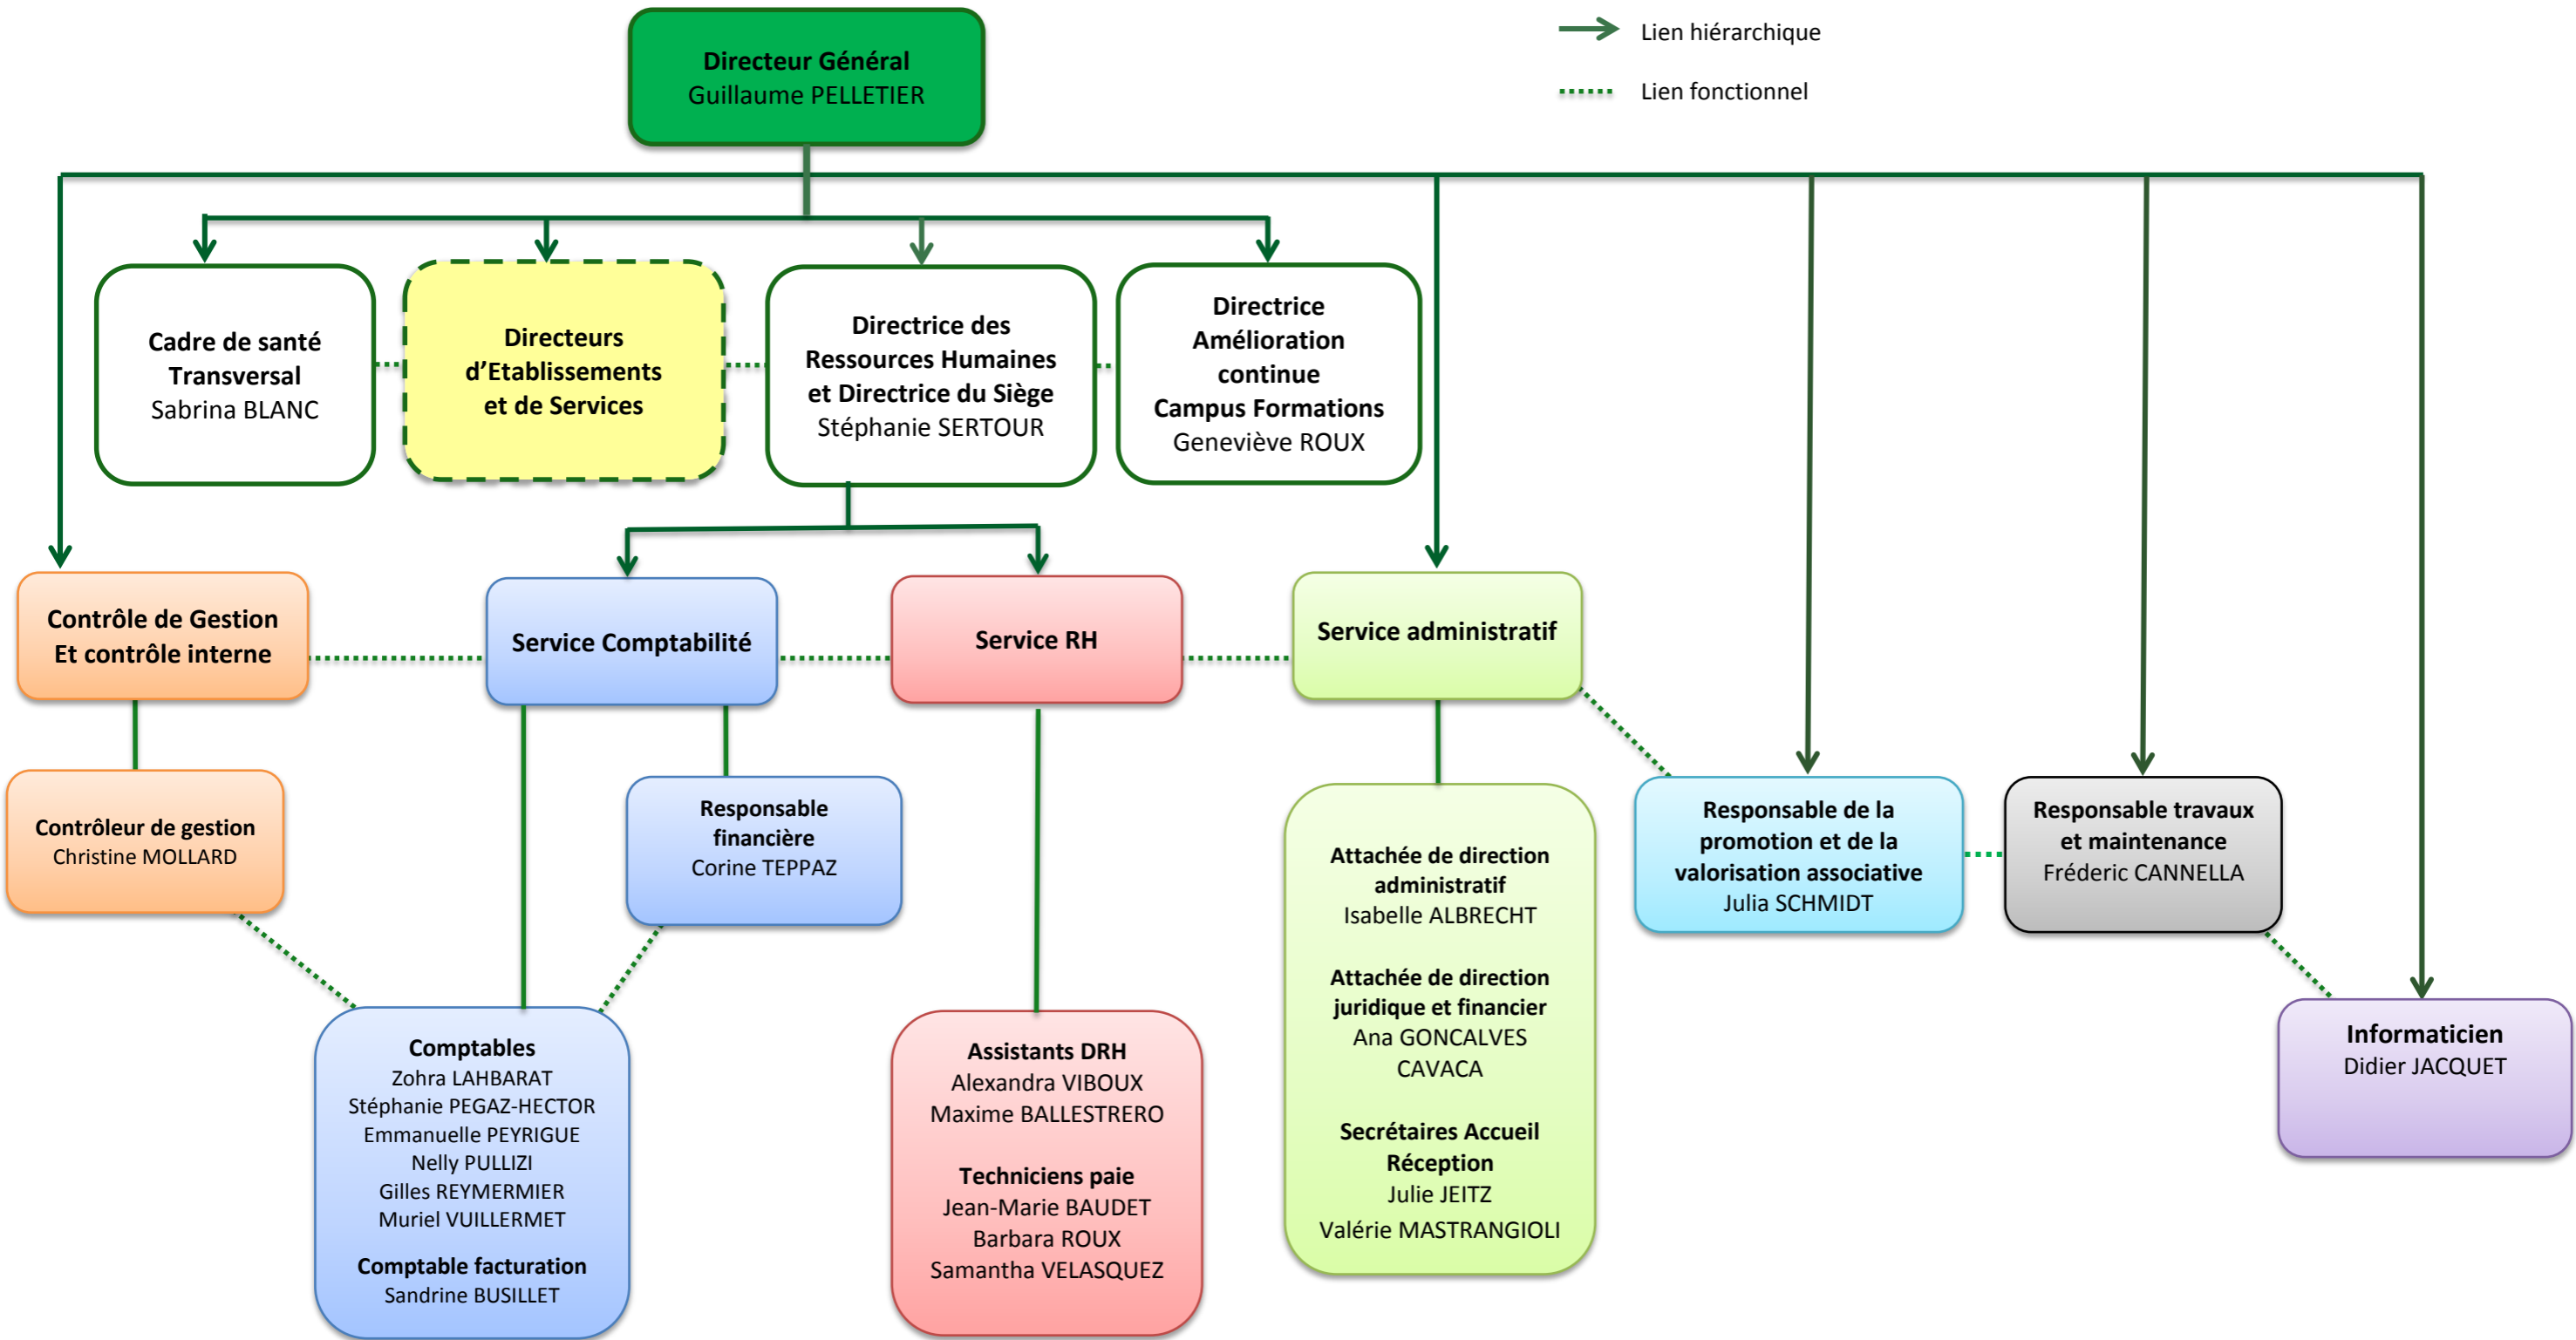 Directeur Général
Guillaume PELLETIER
Lien hiérarchique
Lien fonctionnel
Cadre de santé
Transversal
Sabrina BLANC
Directeurs
d’Etablissements
et de Services
Directrice des
Ressources Humaines
et Directrice du Siège
Stéphanie SERTOUR
Directrice
Amélioration
continue
Campus Formations
Geneviève ROUX
Contrôle de Gestion
Et contrôle interne
Service Comptabilité
Service RH
Service administratif
Contrôleur de gestion
Christine MOLLARD
Responsable
financière
Corine TEPPAZ
Comptables
Zohra LAHBARAT
Stéphanie PEGAZ-HECTOR
Emmanuelle PEYRIGUE
Nelly PULLIZI
Gilles REYMERMIER
Muriel VUILLERMET
Comptable facturation
Sandrine BUSILLET
Assistants DRH
Alexandra VIBOUX
Maxime BALLESTRERO
Techniciens paie
Jean-Marie BAUDET
Barbara ROUX
Samantha VELASQUEZ
Attachée de direction
administratif
Isabelle ALBRECHT
Attachée de direction
juridique et financier
Ana GONCALVES
CAVACA
Secrétaires Accueil
Réception
Julie JEITZ
Valérie MASTRANGIOLI
Responsable de la
promotion et de la
valorisation associative
Julia SCHMIDT
Responsable travaux
et maintenance
Fréderic CANNELLA
Informaticien
Didier JACQUET